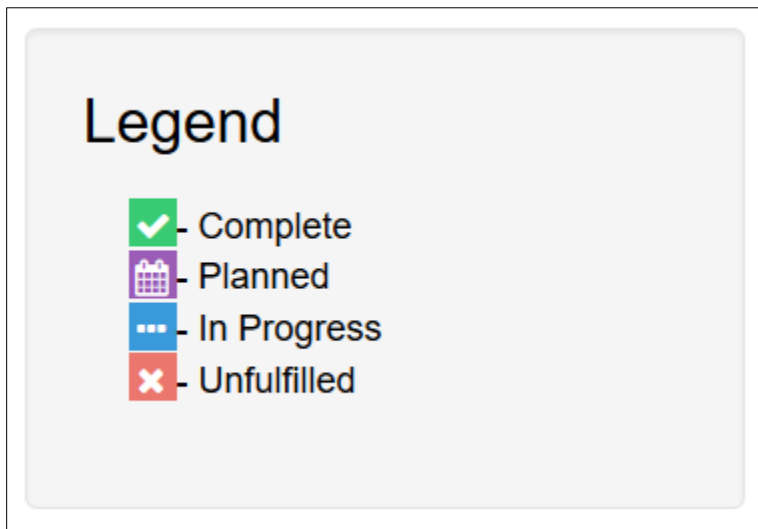 Legend
- Complete
- Planned
- In Progress
- Unfulfilled